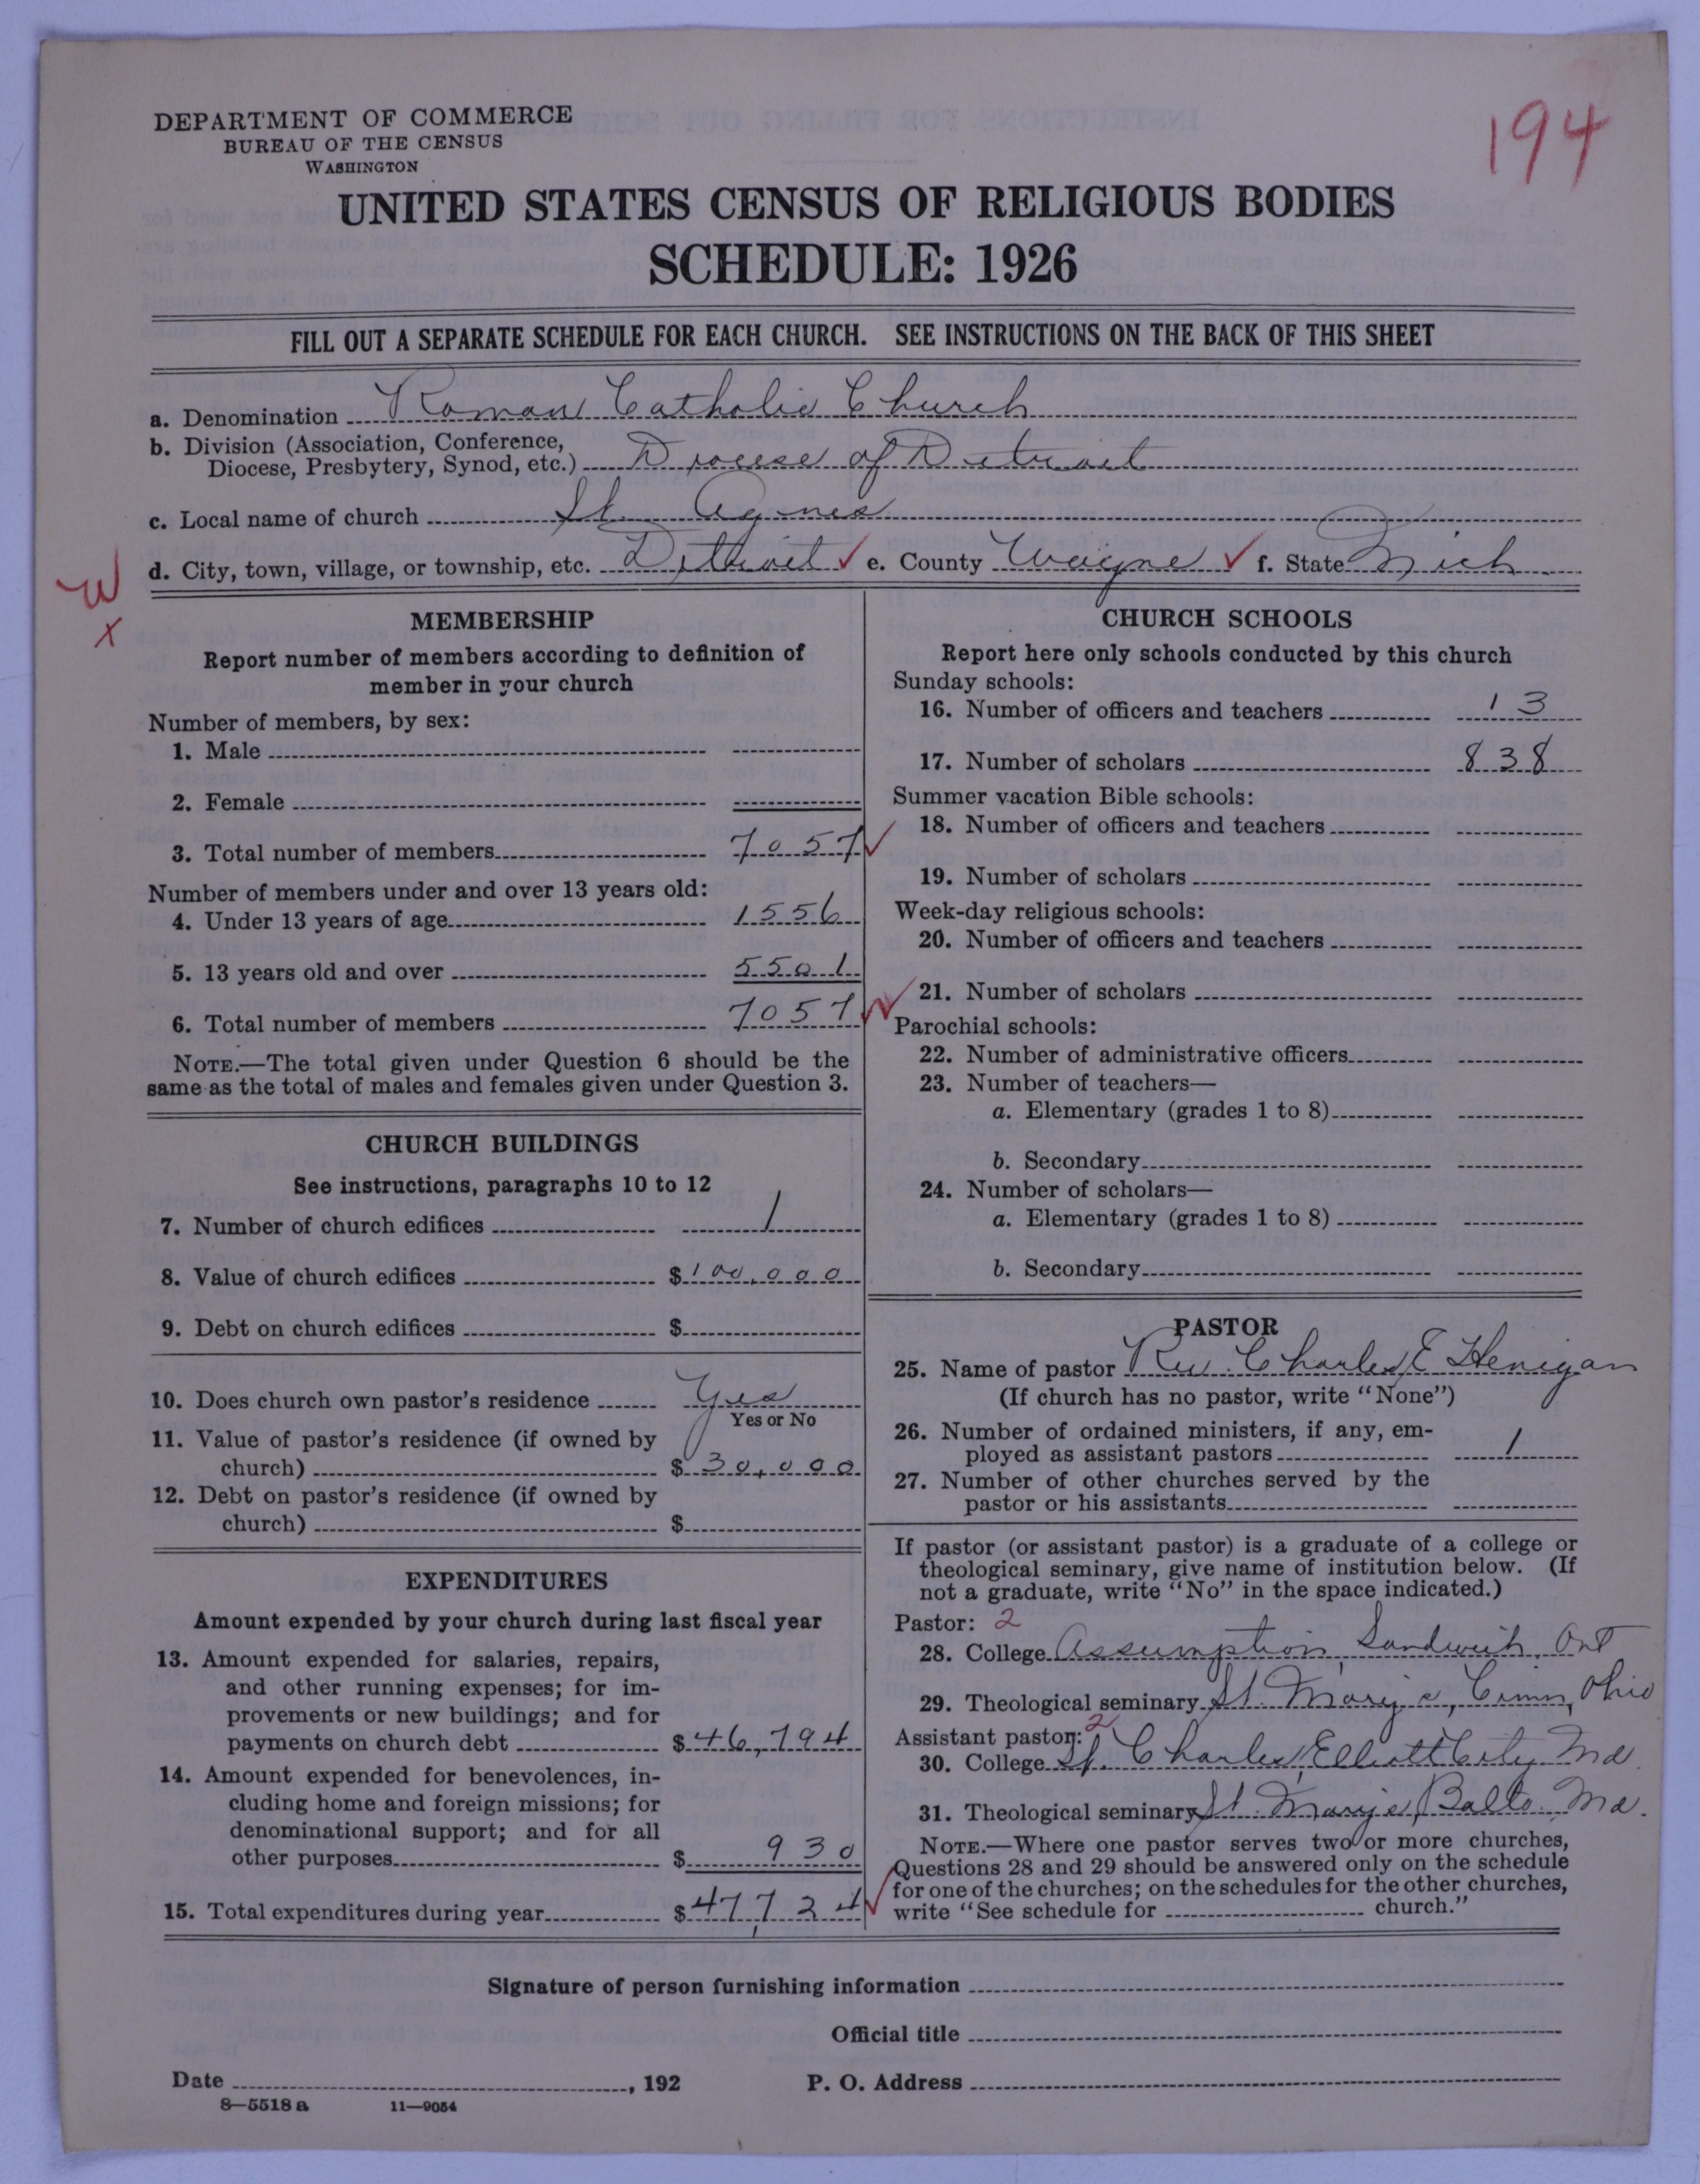 194
DEPARTMENT OF COMMERCE
BUREAU OF THE CENSUS
WASHINGTON
UNITED STATES CENSUS OF RELIGIOUS BODIES
SCHEDULE: 1926
FILL OUT A SEPARATE SCHEDULE FOR EACH CHURCH. SEE INSTRUCTIONS ON THE BACK OF THIS SHEET
a. Denomination Roman Catholic Church
b. Division (Association, Conference,
Diocese, Presbytery, Synod, etc.) Diocese of Detroit
c. Local name of church St. Agnes
d. City, town, village, or township, etc. Detroit ✓ e. County Wayne ✓ f. State Mich
W
x
MEMBERSHIP
Report number of members according to definition of
member in your church
Number of members, by sex:
1. Male
2. Female
3. Total number of members 7057 ✓
Number of members under and over 13 years old:
4. Under 13 years of age 1556
5. 13 years old and over 5501
6. Total number of members 7057
NOTE.—The total given under Question 6 should be the
same as the total of males and females given under Question 3.
CHURCH BUILDINGS
See instructions, paragraphs 10 to 12
7. Number of church edifices 1
8. Value of church edifices $100,000
9. Debt on church edifices $
10. Does church own pastor's residence Yes
Yes or No
11. Value of pastor's residence (if owned by
church) $30,000
12. Debt on pastor's residence (if owned by
church) $
EXPENDITURES
Amount expended by your church during last fiscal year
13. Amount expended for salaries, repairs,
and other running expenses; for im-
provements or new buildings; and for
payments on church debt $46,794
14. Amount expended for benevolences, in-
cluding home and foreign missions; for
denominational support; and for all
other purposes $930
15. Total expenditures during year $47,724 ✓
CHURCH SCHOOLS
Report here only schools conducted by this church
Sunday schools:
16. Number of officers and teachers 13
17. Number of scholars 838
Summer vacation Bible schools:
18. Number of officers and teachers
19. Number of scholars
Week-day religious schools:
20. Number of officers and teachers
21. Number of scholars
Parochial schools:
22. Number of administrative officers
23. Number of teachers—
a. Elementary (grades 1 to 8)
b. Secondary
24. Number of scholars—
a. Elementary (grades 1 to 8)
b. Secondary
PASTOR
25. Name of pastor Rev. Charles E Henigan
(If church has no pastor, write "None")
26. Number of ordained ministers, if any, em-
ployed as assistant pastors 1
27. Number of other churches served by the
pastor or his assistants
If pastor (or assistant pastor) is a graduate of a college or
theological seminary, give name of institution below. (If
not a graduate, write "No" in the space indicated.)
Pastor: 2
28. College Assumption, Sandwich, Ont
29. Theological seminary St. Mary's, Cinn, Ohio
Assistant pastor: 2
30. College St. Charles, Elliott City Md.
31. Theological seminary St. Mary's, Balto. Md.
NOTE.—Where one pastor serves two or more churches,
Questions 28 and 29 should be answered only on the schedule
for one of the churches; on the schedules for the other churches,
write "See schedule for church."
Signature of person furnishing information
Official title
Date , 192 P. O. Address
8—5518 a 11—9054